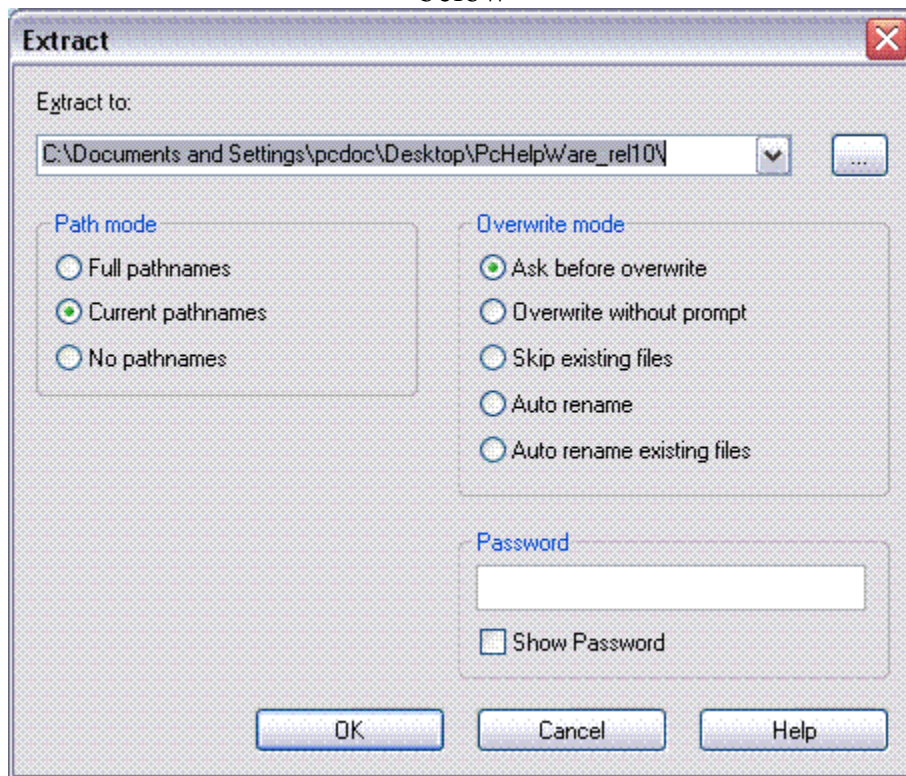 below
Extract
Extract to:
C:\Documents and Settings\pcdoc\Desktop\PcHelpWare_rel10\
...
Path mode
Full pathnames
Current pathnames
No pathnames
Overwrite mode
Ask before overwrite
Overwrite without prompt
Skip existing files
Auto rename
Auto rename existing files
Password
Show Password
OK
Cancel
Help